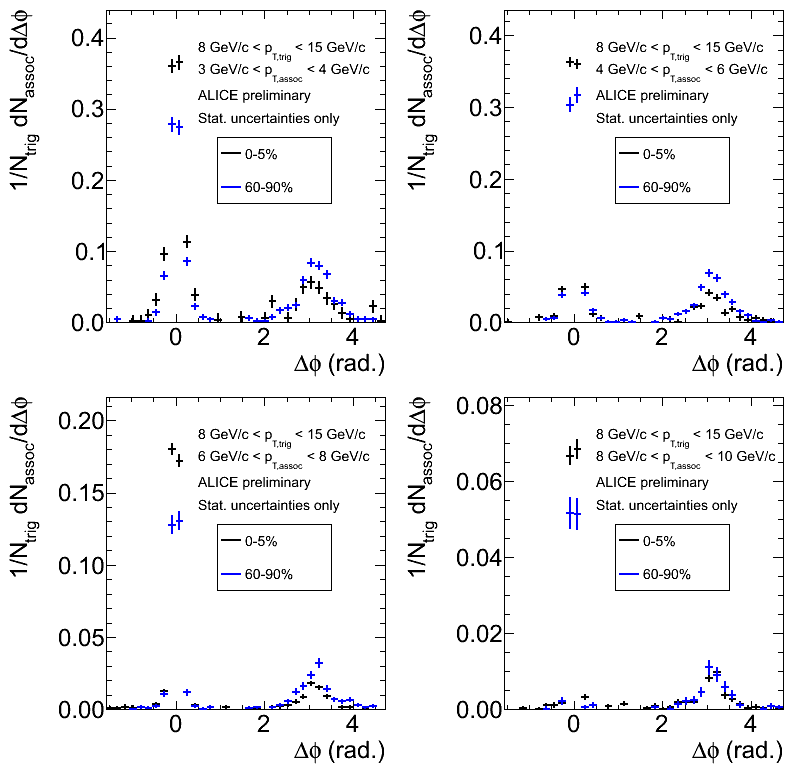 1/N_trig dN_assoc/dΔϕ
0.4
0.3
0.2
0.1
0.0
8 GeV/c < p_T,trig < 15 GeV/c
3 GeV/c < p_T,assoc < 4 GeV/c
ALICE preliminary
Stat. uncertainties only
0-5%
60-90%
0 2 4
Δϕ (rad.)
1/N_trig dN_assoc/dΔϕ
0.4
0.3
0.2
0.1
0.0
8 GeV/c < p_T,trig < 15 GeV/c
4 GeV/c < p_T,assoc < 6 GeV/c
ALICE preliminary
Stat. uncertainties only
0-5%
60-90%
0 2 4
Δϕ (rad.)
1/N_trig dN_assoc/dΔϕ
0.20
0.15
0.10
0.05
0.00
8 GeV/c < p_T,trig < 15 GeV/c
6 GeV/c < p_T,assoc < 8 GeV/c
ALICE preliminary
Stat. uncertainties only
0-5%
60-90%
0 2 4
Δϕ (rad.)
1/N_trig dN_assoc/dΔϕ
0.08
0.06
0.04
0.02
0.00
8 GeV/c < p_T,trig < 15 GeV/c
8 GeV/c < p_T,assoc < 10 GeV/c
ALICE preliminary
Stat. uncertainties only
0-5%
60-90%
0 2 4
Δϕ (rad.)